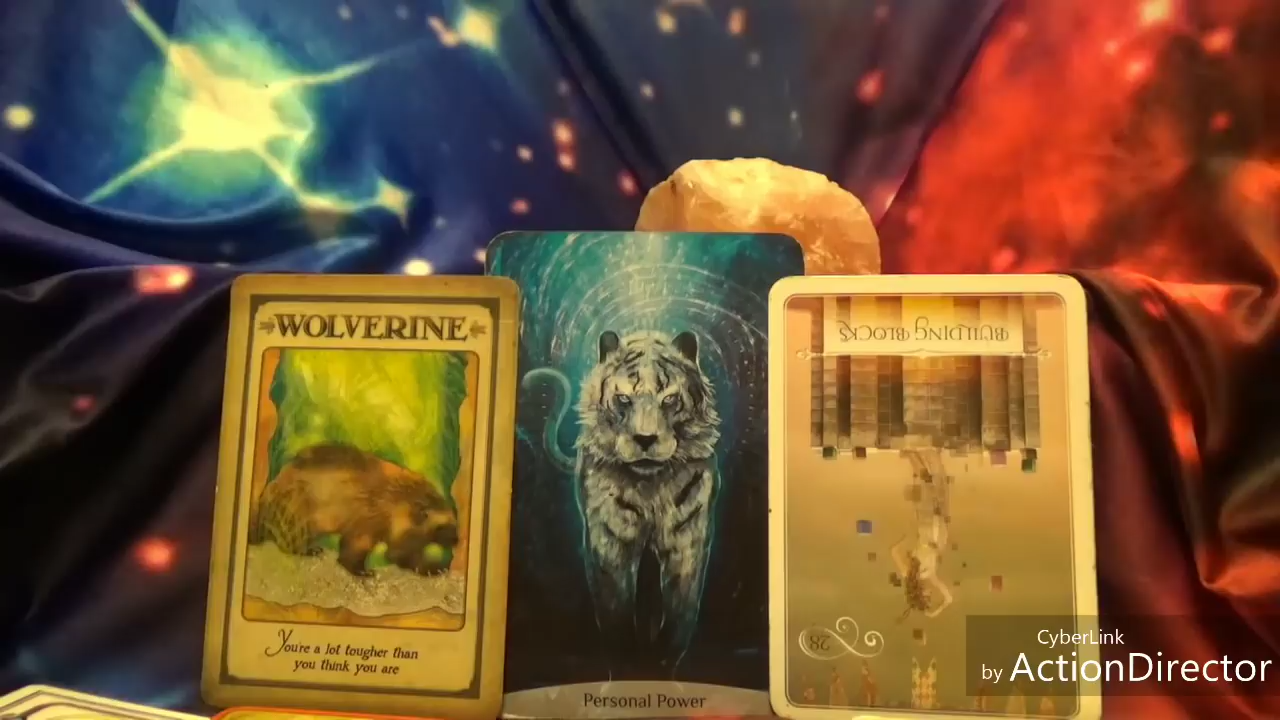 WOLVERINE
You're a lot tougher than
you think you are
Personal Power
BUILDING BLOCKS
28
CyberLink
by ActionDirector